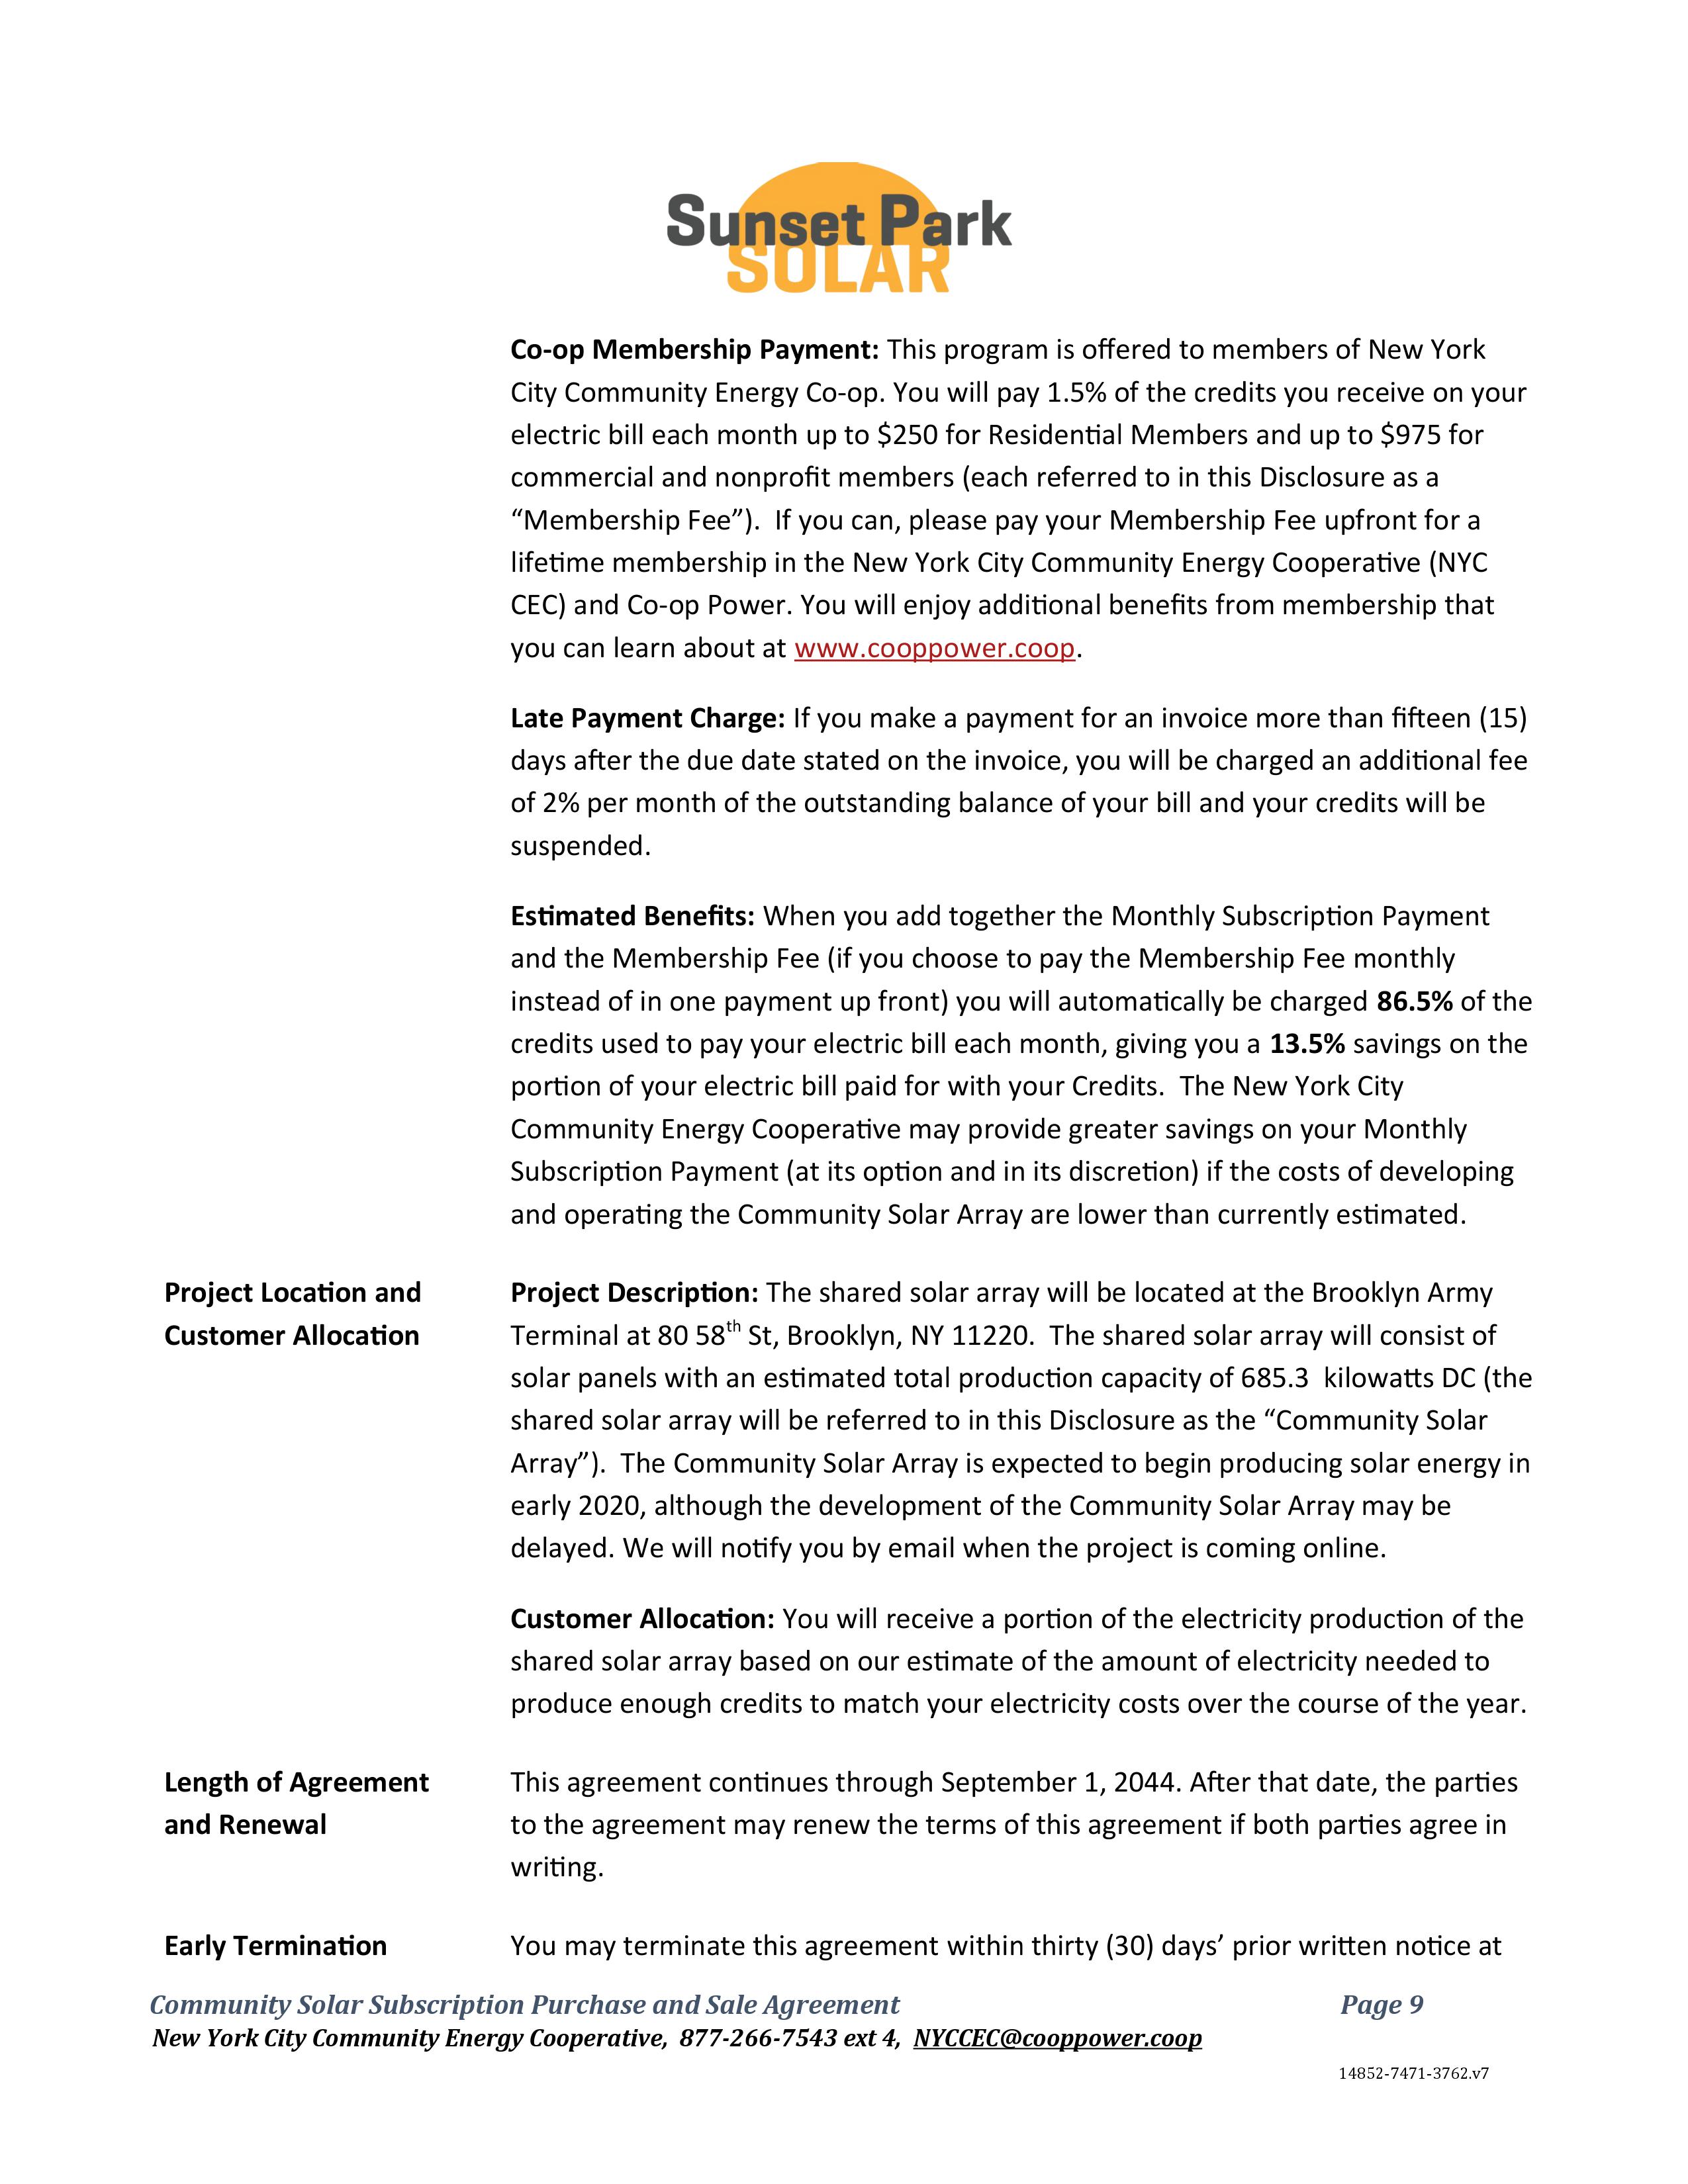 Sunset Park
SOLAR
Co-op Membership Payment: This program is offered to members of New York
City Community Energy Co-op. You will pay 1.5% of the credits you receive on your
electric bill each month up to $250 for Residential Members and up to $975 for
commercial and nonprofit members (each referred to in this Disclosure as a
“Membership Fee”).  If you can, please pay your Membership Fee upfront for a
lifetime membership in the New York City Community Energy Cooperative (NYC
CEC) and Co-op Power. You will enjoy additional benefits from membership that
you can learn about at www.cooppower.coop.
Late Payment Charge: If you make a payment for an invoice more than fifteen (15)
days after the due date stated on the invoice, you will be charged an additional fee
of 2% per month of the outstanding balance of your bill and your credits will be
suspended.
Estimated Benefits: When you add together the Monthly Subscription Payment
and the Membership Fee (if you choose to pay the Membership Fee monthly
instead of in one payment up front) you will automatically be charged 86.5% of the
credits used to pay your electric bill each month, giving you a 13.5% savings on the
portion of your electric bill paid for with your Credits.  The New York City
Community Energy Cooperative may provide greater savings on your Monthly
Subscription Payment (at its option and in its discretion) if the costs of developing
and operating the Community Solar Array are lower than currently estimated.
Project Location and
Customer Allocation
Project Description: The shared solar array will be located at the Brooklyn Army
Terminal at 80 58th St, Brooklyn, NY 11220.  The shared solar array will consist of
solar panels with an estimated total production capacity of 685.3  kilowatts DC (the
shared solar array will be referred to in this Disclosure as the “Community Solar
Array”).  The Community Solar Array is expected to begin producing solar energy in
early 2020, although the development of the Community Solar Array may be
delayed. We will notify you by email when the project is coming online.
Customer Allocation: You will receive a portion of the electricity production of the
shared solar array based on our estimate of the amount of electricity needed to
produce enough credits to match your electricity costs over the course of the year.
Length of Agreement
and Renewal
This agreement continues through September 1, 2044. After that date, the parties
to the agreement may renew the terms of this agreement if both parties agree in
writing.
Early Termination
You may terminate this agreement within thirty (30) days’ prior written notice at
Community Solar Subscription Purchase and Sale Agreement Page 9
New York City Community Energy Cooperative,  877-266-7543 ext 4,  NYCCEC@cooppower.coop
14852-7471-3762.v7